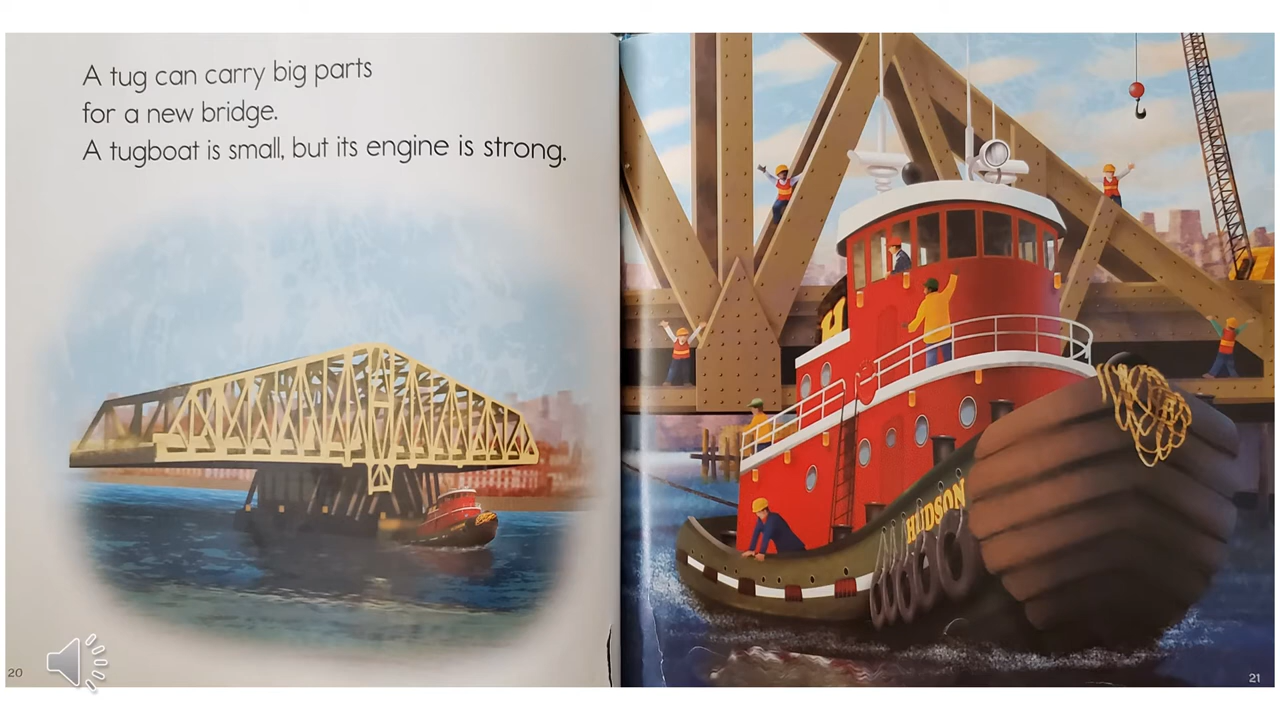 A tug can carry big parts
for a new bridge.
A tugboat is small, but its engine is strong.
20
H
HUDSON
21